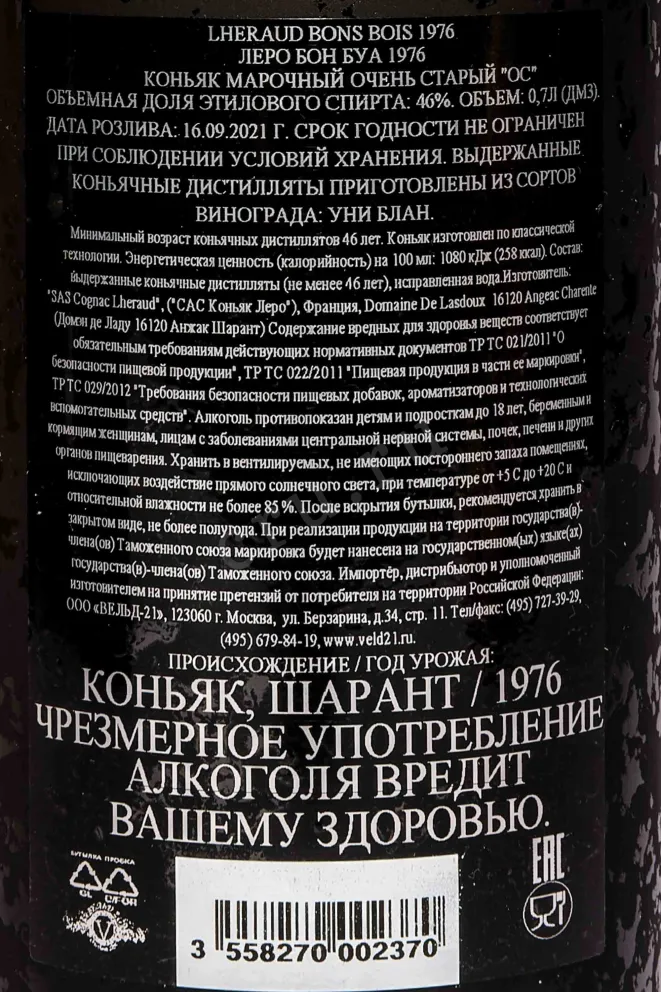 LHERAUD BONS BOIS 1976
ЛЕРО БОН БУА 1976
КОНЬЯК МАРОЧНЫЙ ОЧЕНЬ СТАРЫЙ "ОС"
ОБЪЕМНАЯ ДОЛЯ ЭТИЛОВОГО СПИРТА: 46%. ОБЪЕМ: 0,7Л (ДМ3).
ДАТА РОЗЛИВА: 16.09.2021 Г. СРОК ГОДНОСТИ НЕ ОГРАНИЧЕН
ПРИ СОБЛЮДЕНИИ УСЛОВИЙ ХРАНЕНИЯ. ВЫДЕРЖАННЫЕ
КОНЬЯЧНЫЕ ДИСТИЛЛЯТЫ ПРИГОТОВЛЕНЫ ИЗ СОРТОВ
ВИНОГРАДА: УНИ БЛАН.
Минимальный возраст коньячных дистиллятов 46 лет. Коньяк изготовлен по классической
технологии. Энергетическая ценность (калорийность) на 100 мл: 1080 кДж (258 ккал). Состав:
выдержанные коньячные дистилляты (не менее 46 лет), исправленная вода.Изготовитель:
"SAS Cognac Lheraud", ("САС Коньяк Леро"), Франция, Domaine De Lasdoux 16120 Angeac Charente
(Домэн де Ладу 16120 Анжак Шарант) Содержание вредных для здоровья веществ соответствует
обязательным требованиям действующих нормативных документов ТР ТС 021/2011 "О
безопасности пищевой продукции", ТР ТС 022/2011 "Пищевая продукция в части ее маркировки",
ТР ТС 029/2012 "Требования безопасности пищевых добавок, ароматизаторов и технологических
вспомогательных средств". Алкоголь противопоказан детям и подросткам до 18 лет, беременным и
кормящим женщинам, лицам с заболеваниями центральной нервной системы, почек, печени и других
органов пищеварения. Хранить в вентилируемых, не имеющих постороннего запаха помещениях,
исключающих воздействие прямого солнечного света, при температуре от +5 С до +20 С и
относительной влажности не более 85 %. После вскрытия бутылки, рекомендуется хранить в
закрытом виде, не более полугода. При реализации продукции на территории государства(в)-
члена(ов) Таможенного союза маркировка будет нанесена на государственном(ых) языке(ах)
государства(в)-члена(ов) Таможенного союза. Импортёр, дистрибьютор и уполномоченный
изготовителем на принятие претензий от потребителя на территории Российской Федерации:
ООО «ВЕЛЬД-21», 123060 г. Москва, ул. Берзарина, д.34, стр. 11. Тел/факс: (495) 727-39-29,
(495) 679-84-19, www.veld21.ru.
ПРОИСХОЖДЕНИЕ / ГОД УРОЖАЯ:
КОНЬЯК, ШАРАНТ / 1976
ЧРЕЗМЕРНОЕ УПОТРЕБЛЕНИЕ
АЛКОГОЛЯ ВРЕДИТ
ВАШЕМУ ЗДОРОВЬЮ.
БУТЫЛКА ПРОБКА
GL C/FOR
V
EAC
3 558270 002370